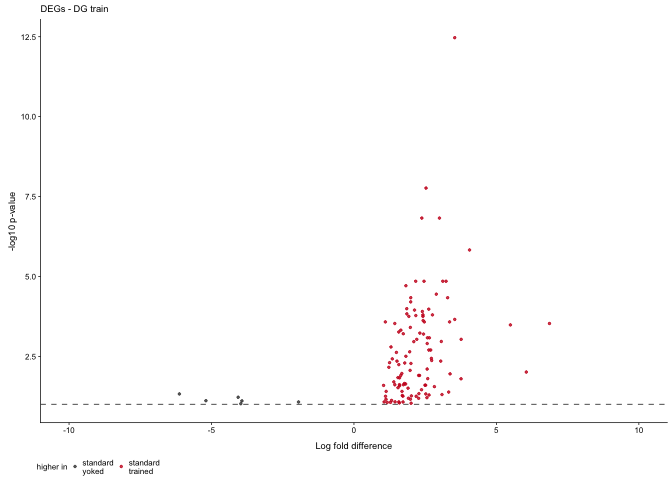 DEGs - DG train
12.5
10.0
7.5
5.0
2.5
-log10 p-value
-10
-5
0
5
10
Log fold difference
higher in
standard
yoked
standard
trained